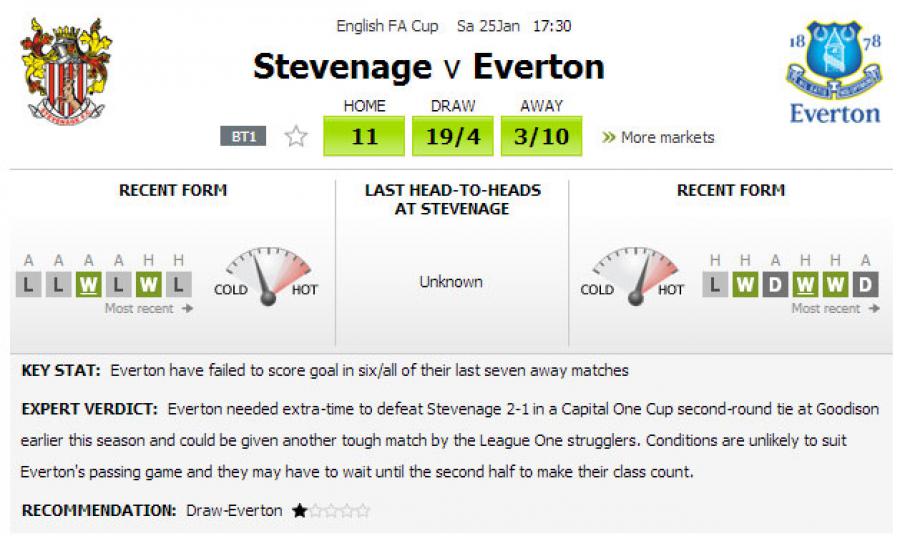 English FA Cup Sa 25Jan 17:30
Stevenage v Everton
18 78
Everton
STEVENAGE F.C.
HOME DRAW AWAY
BT1 11 19/4 3/10 » More markets
RECENT FORM
A A A A H H
L L W L W L
Most recent →
COLD HOT
LAST HEAD-TO-HEADS
AT STEVENAGE
Unknown
RECENT FORM
COLD HOT
H H A H H A
L W D W W D
Most recent →
KEY STAT: Everton have failed to score goal in six/all of their last seven away matches
EXPERT VERDICT: Everton needed extra-time to defeat Stevenage 2-1 in a Capital One Cup second-round tie at Goodison
earlier this season and could be given another tough match by the League One strugglers. Conditions are unlikely to suit
Everton's passing game and they may have to wait until the second half to make their class count.
RECOMMENDATION: Draw-Everton